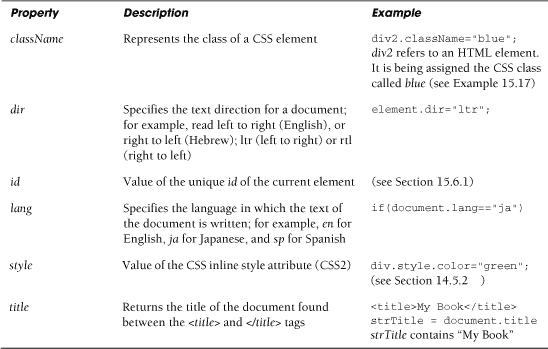 Property Description Example
className Represents the class of a CSS element div2.className="blue";
div2 refers to an HTML element.
It is being assigned the CSS class
called blue (see Example 15.17)
dir Specifies the text direction for a document; element.dir="ltr";
for example, read left to right (English), or
right to left (Hebrew); ltr (left to right) or rtl
(right to left)
id Value of the unique id of the current element (see Section 15.6.1)
lang Specifies the language in which the text of if(document.lang=="ja")
the document is written; for example, en for
English, ja for Japanese, and sp for Spanish
style Value of the CSS inline style attribute (CSS2) div.style.color="green";
(see Section 14.5.2 )
title Returns the title of the document found <title>My Book</title>
between the <title> and </title> tags strTitle = document.title
strTitle contains “My Book”